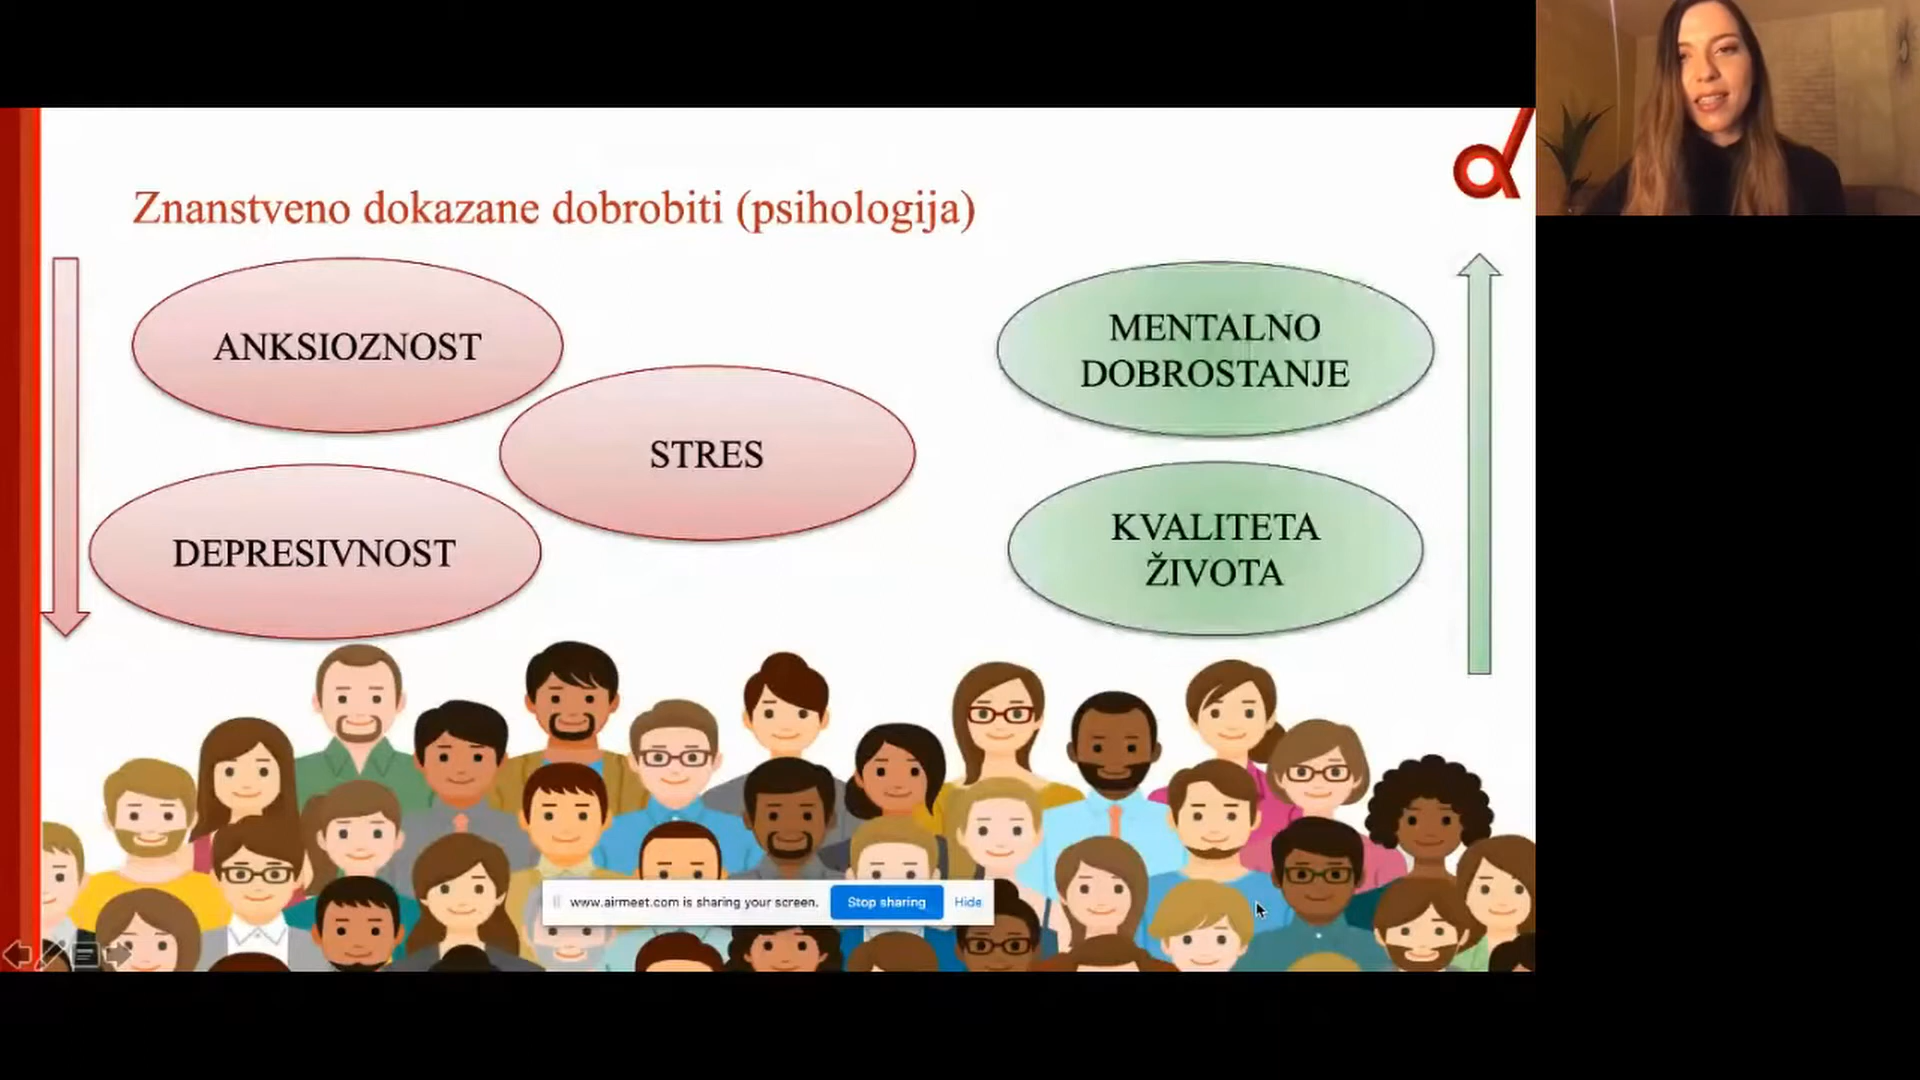 Znanstveno dokazane dobrobiti (psihologija)
ANKSIOZNOST
STRES
DEPRESIVNOST
MENTALNO
DOBROSTANJE
KVALITETA
ŽIVOTA
www.airmeet.com is sharing your screen. Stop sharing Hide